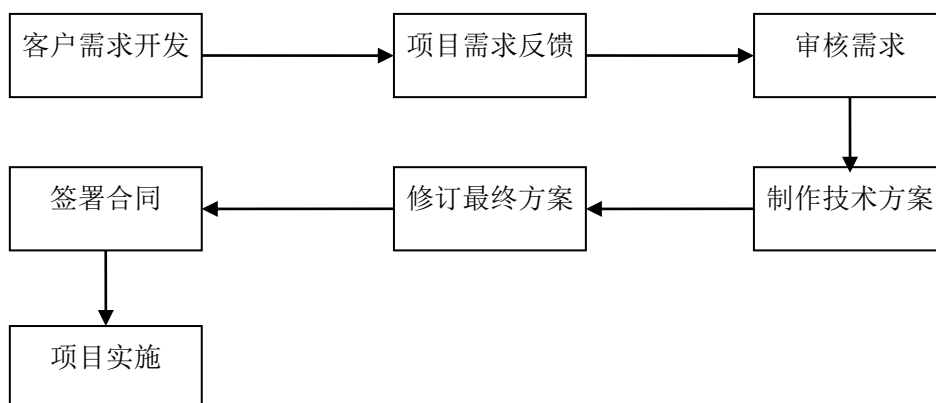 客户需求开发
项目需求反馈
审核需求
制作技术方案
修订最终方案
签署合同
项目实施